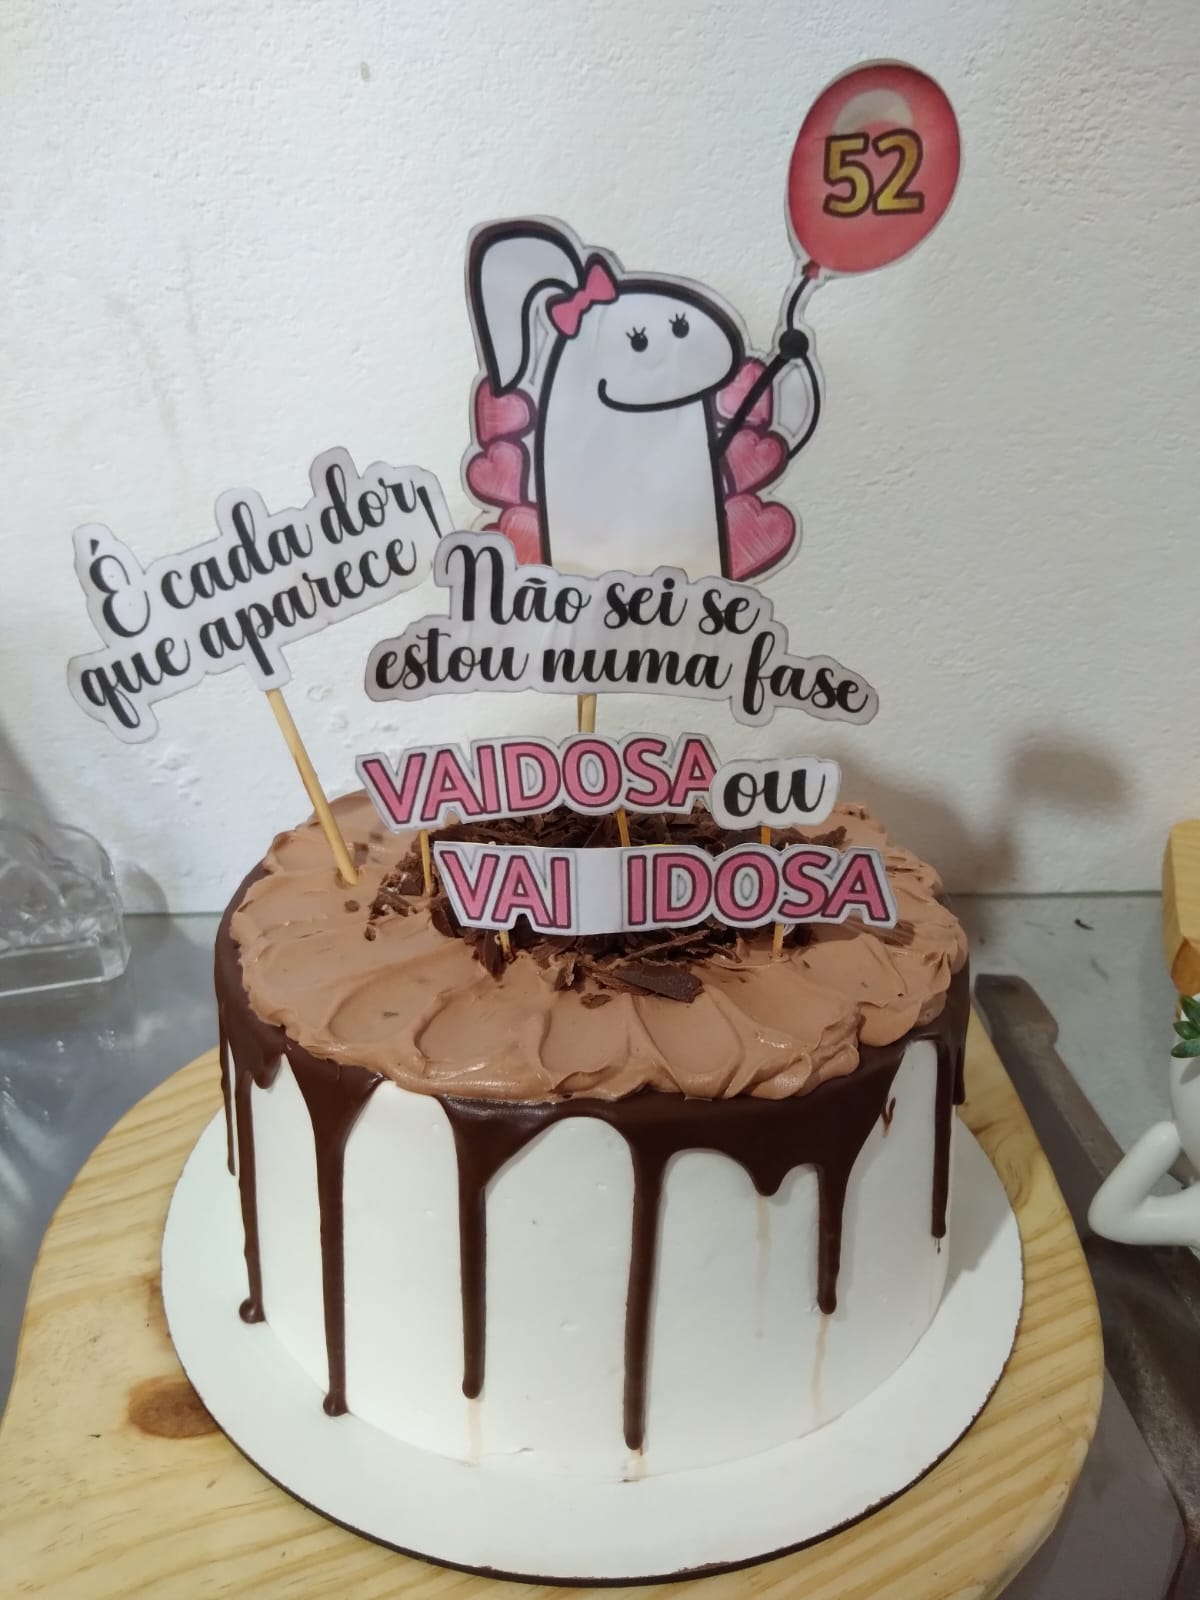 52
É cada dor
que aparece!
Não sei se
estou numa fase
VAIDOSA ou
VAI IDOSA